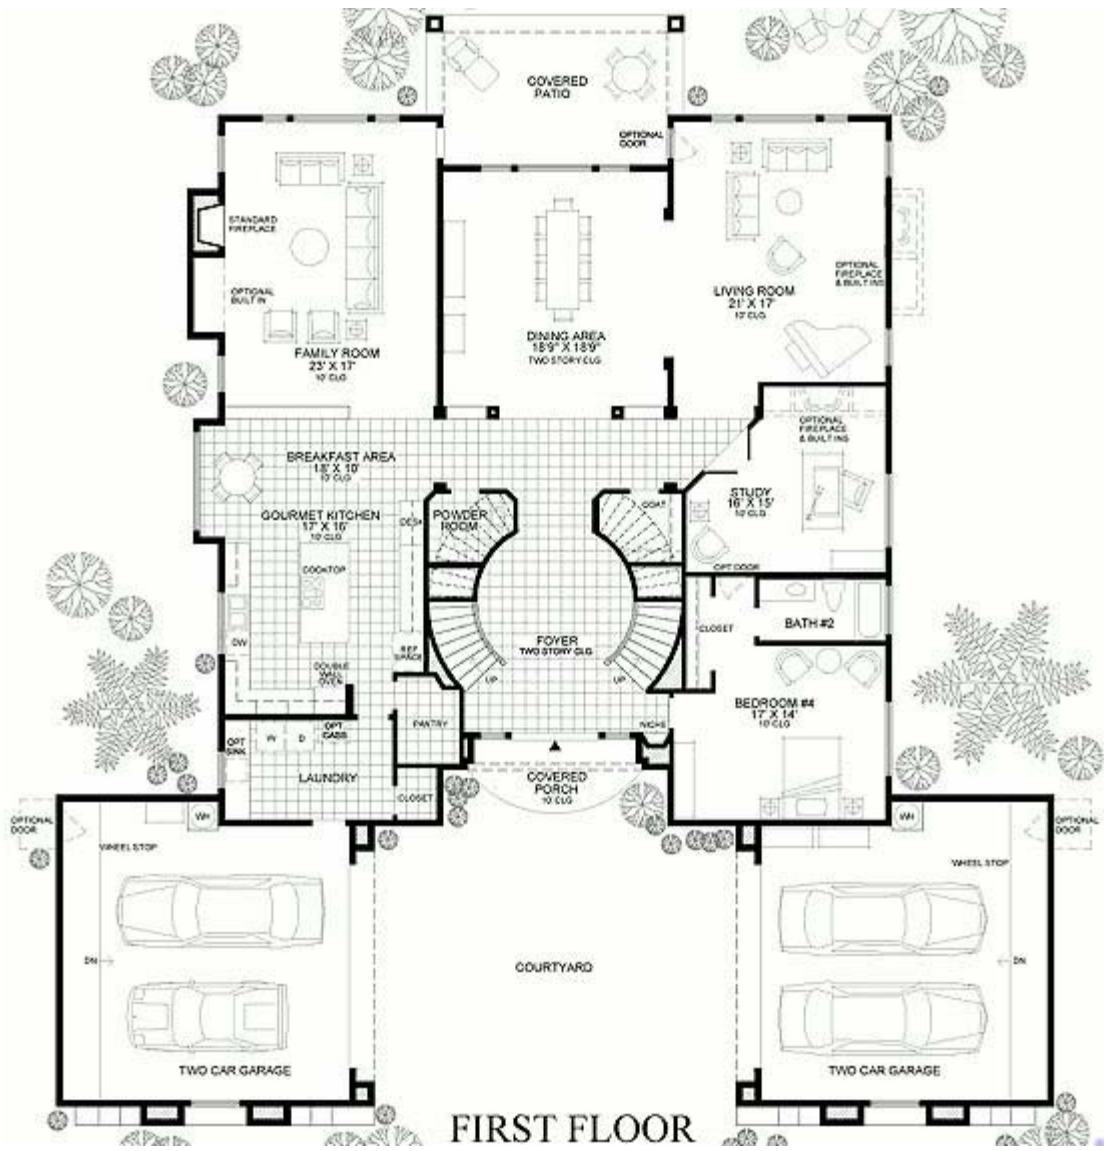 COVERED
PATIO
OPTIONAL
DOOR
STANDARD
FIREPLACE
OPTIONAL
BUILT IN
OPTIONAL
FIREPLACE
& BUILT INS
LIVING ROOM
21' X 17'
10' CLG
DINING AREA
18'9" X 18'9"
TWO STORY CLG
FAMILY ROOM
23' X 17'
10' CLG
OPTIONAL
FIREPLACE
& BUILT INS
BREAKFAST AREA
18' X 10'
10' CLG
STUDY
16' X 15'
10' CLG
GOURMET KITCHEN
17' X 16'
10' CLG
DESK
POWDER
ROOM
COAT
OPT DOOR
COOKTOP
CLOSET
BATH #2
DW
FOYER
TWO STORY CLG
REF
SPACE
DOUBLE
WALL
OVEN
UP
UP
BEDROOM #4
17' X 14'
10' CLG
PANTRY
NICHE
OPT
SINK
W
D
OPT
CABS
LAUNDRY
COVERED
PORCH
10' CLG
CLOSET
OPTIONAL
DOOR
WH
WH
OPTIONAL
DOOR
WHEEL STOP
WHEEL STOP
DN
COURTYARD
DN
TWO CAR GARAGE
TWO CAR GARAGE
FIRST FLOOR